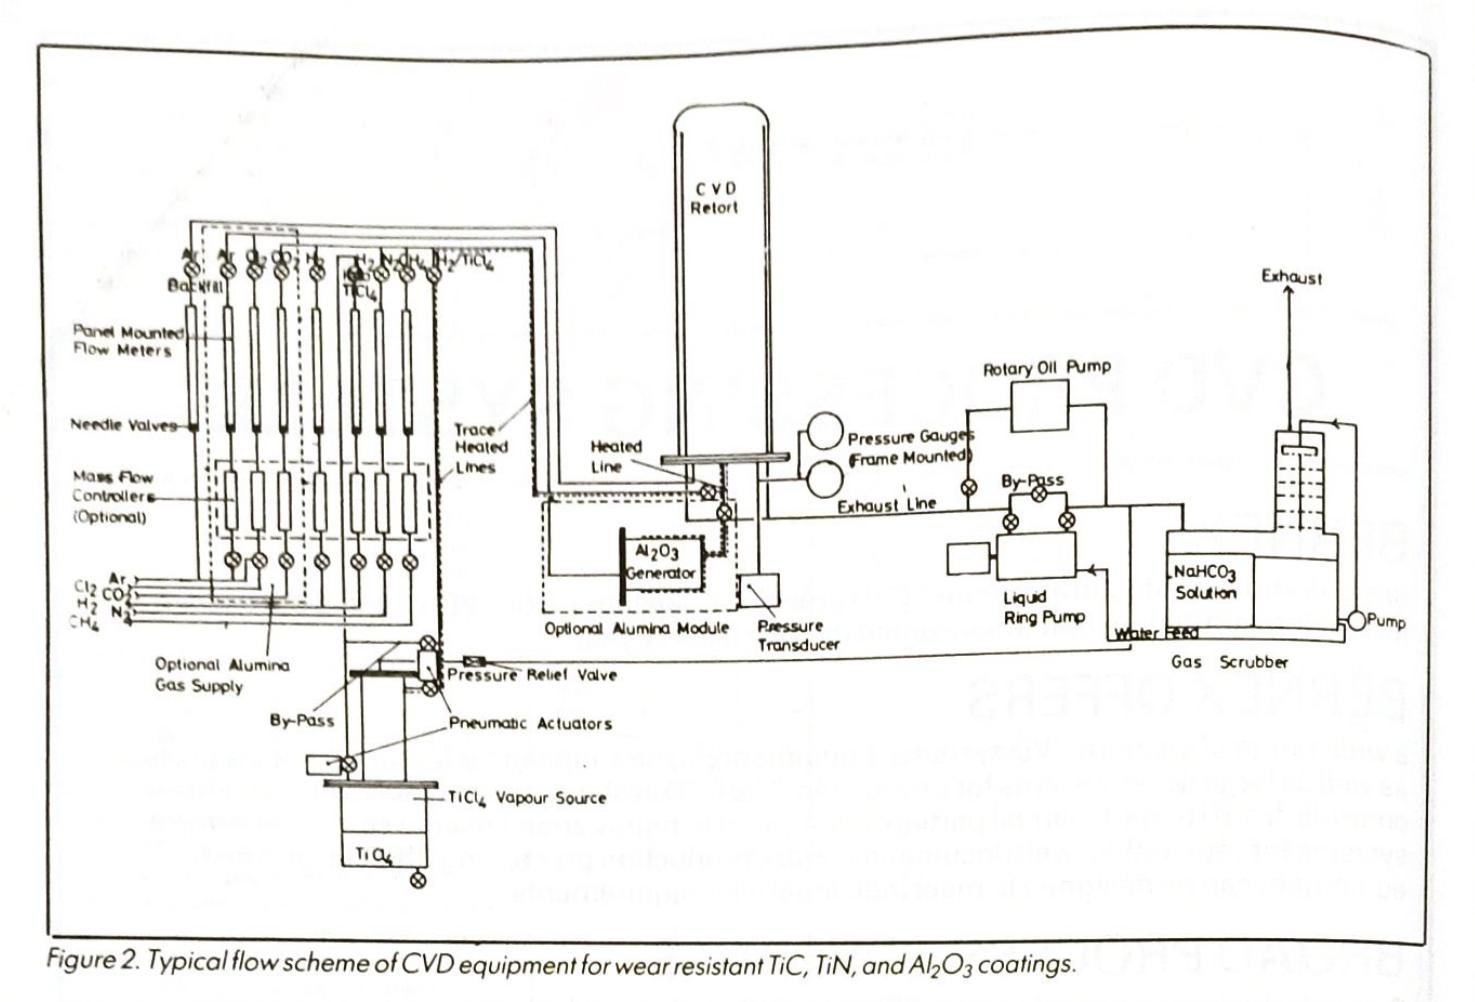 CVD
Retort
Ar Ar Cl2 CO2 H2 H2 N2 CH4 H2/TiCl4
Backfill
TiCl4
Panel Mounted
Flow Meters
Needle Valves
Mass Flow
Controllers
(Optional)
Trace
Heated
Lines
Heated
Line
Pressure Gauges
(Frame Mounted)
Exhaust Line
Rotary Oil Pump
By-Pass
Exhaust
Al2O3
Generator
Optional Alumina Module
Pressure
Transducer
Liquid
Ring Pump
Water Feed
NaHCO3
Solution
Pump
Gas Scrubber
Ar
Cl2 CO2
H2 N2
CH4
Optional Alumina
Gas Supply
By-Pass
Pressure Relief Valve
Pneumatic Actuators
TiCl4 Vapour Source
Figure 2. Typical flow scheme of CVD equipment for wear resistant TiC, TiN, and Al2O3 coatings.